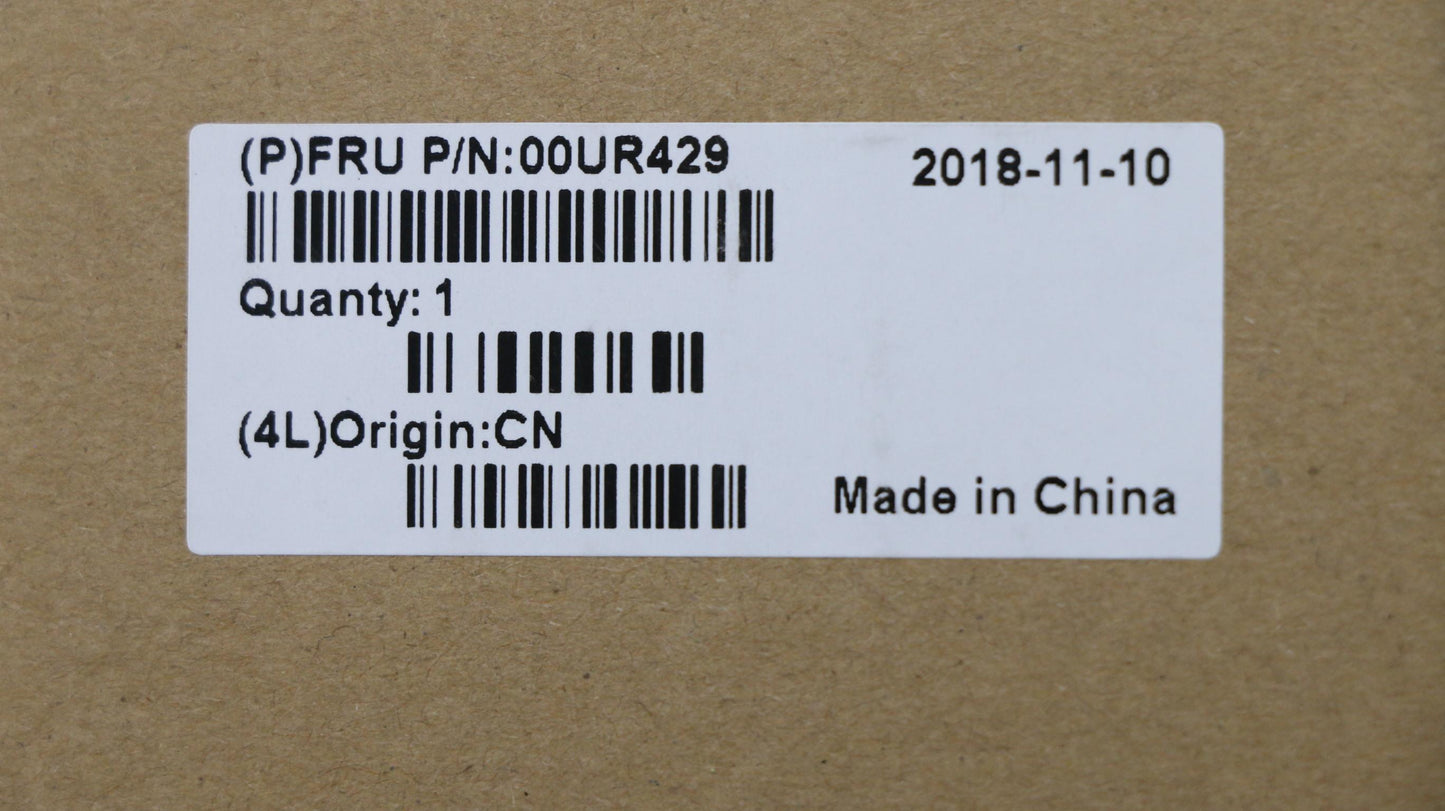 (P)FRU P/N:00UR429
2018-11-10
Quanty: 1
(4L)Origin:CN
Made in China